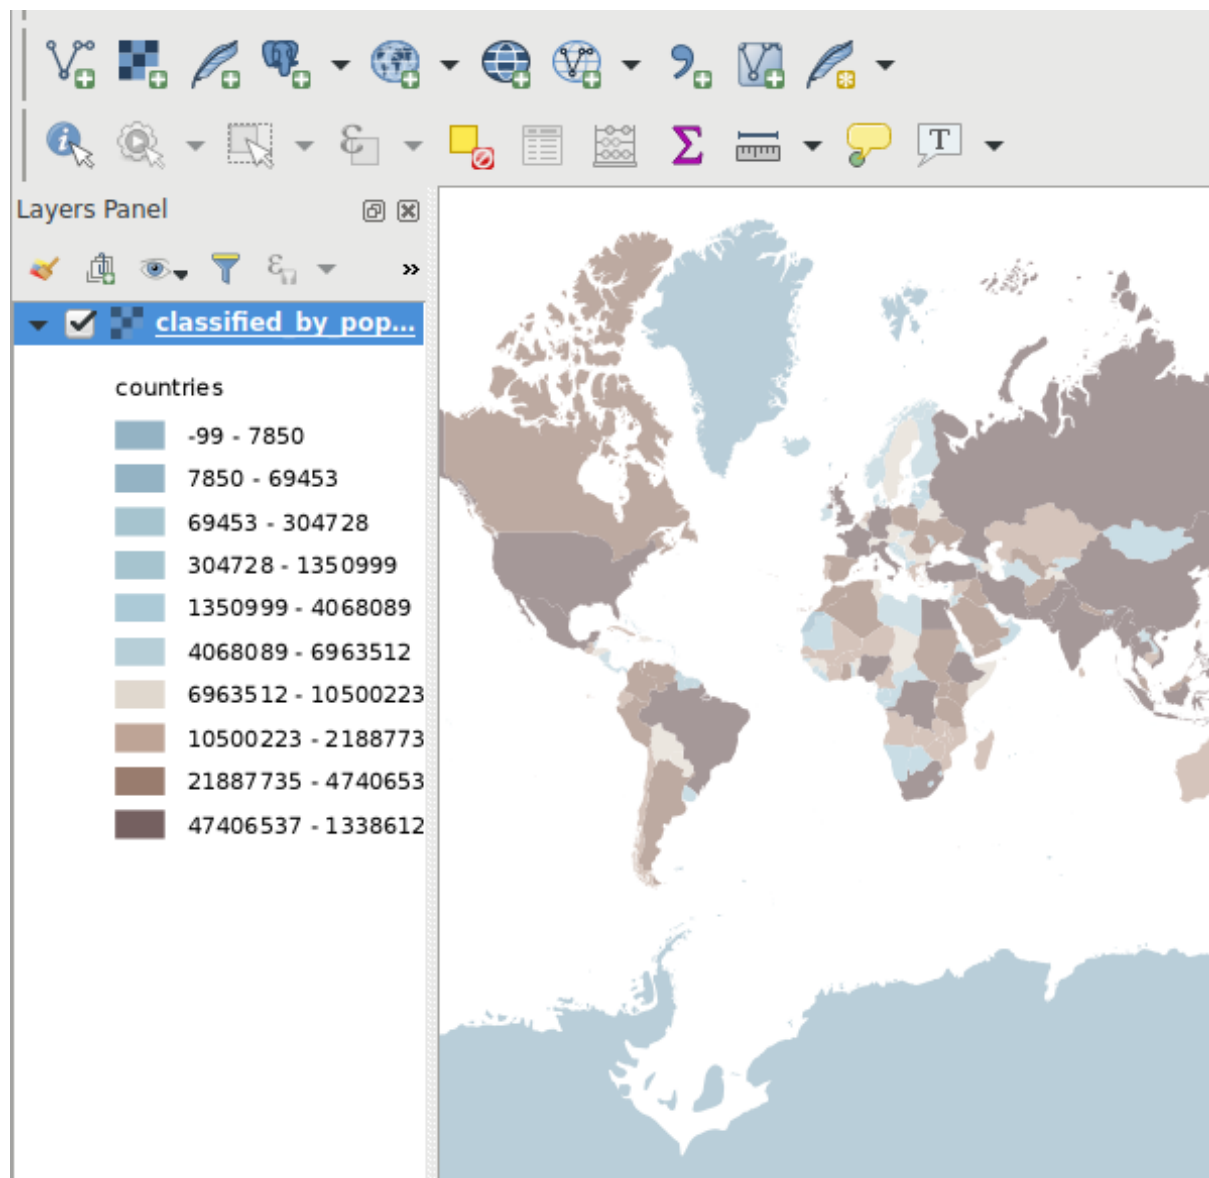 T
Layers Panel
classified_by_pop...
countries
-99 - 7850
7850 - 69453
69453 - 304728
304728 - 1350999
1350999 - 4068089
4068089 - 6963512
6963512 - 10500223
10500223 - 2188773
21887735 - 4740653
47406537 - 1338612